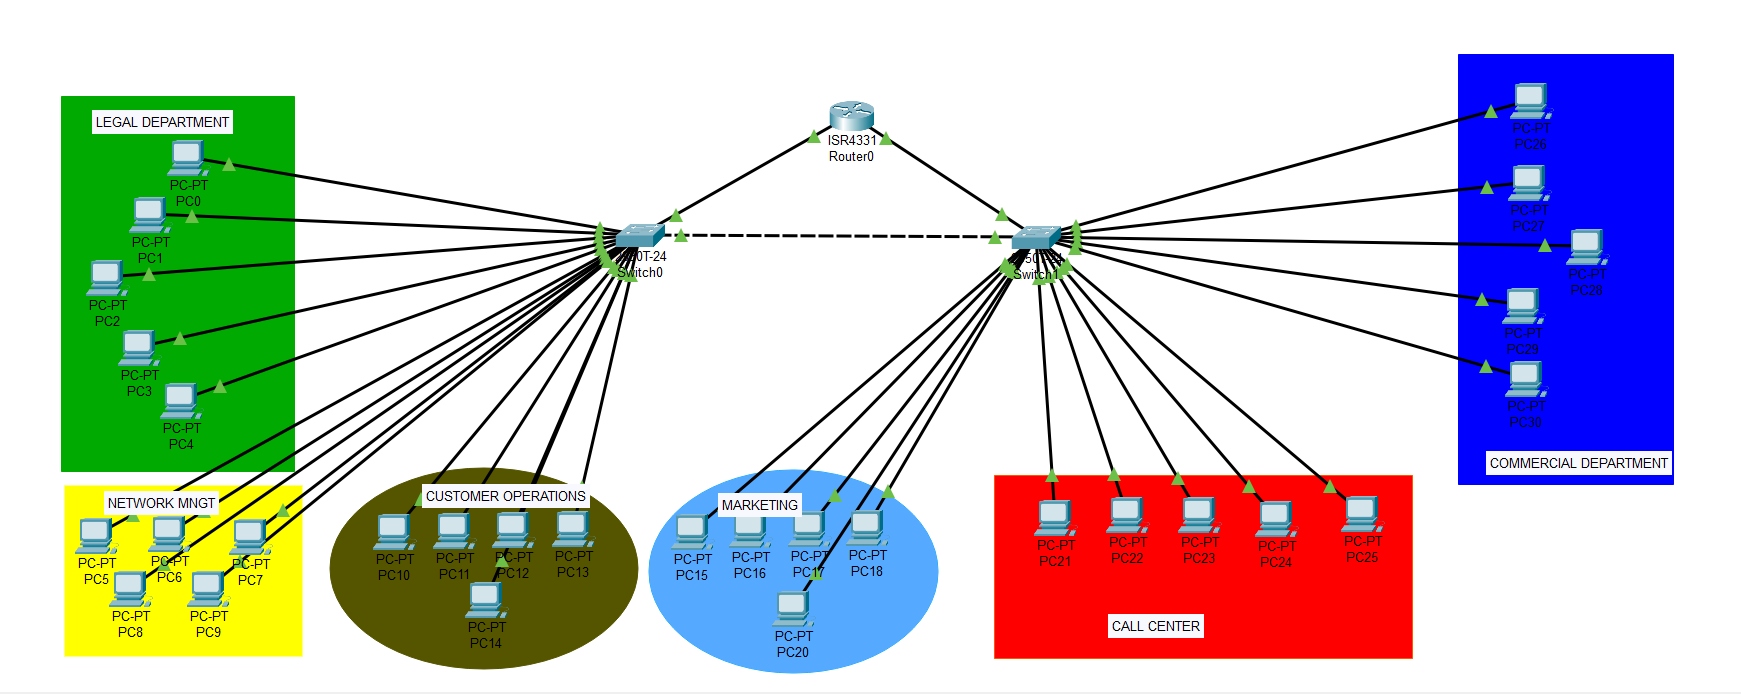 LEGAL DEPARTMENT
PC-PT
PC0
PC-PT
PC1
PC-PT
PC2
PC-PT
PC3
PC-PT
PC4
NETWORK MNGT
PC-PT
PC5
PC-PT
PC6
PC-PT
PC7
PC-PT
PC8
PC-PT
PC9
ISR4331
Router0
50T-24
Switch0
50T-24
Switch1
CUSTOMER OPERATIONS
PC-PT
PC10
PC-PT
PC11
PC-PT
PC12
PC-PT
PC13
PC-PT
PC14
MARKETING
PC-PT
PC15
PC-PT
PC16
PC-PT
PC17
PC-PT
PC18
PC-PT
PC20
PC-PT
PC21
PC-PT
PC22
PC-PT
PC23
PC-PT
PC24
PC-PT
PC25
CALL CENTER
PC-PT
PC26
PC-PT
PC27
PC-PT
PC28
PC-PT
PC29
PC-PT
PC30
COMMERCIAL DEPARTMENT